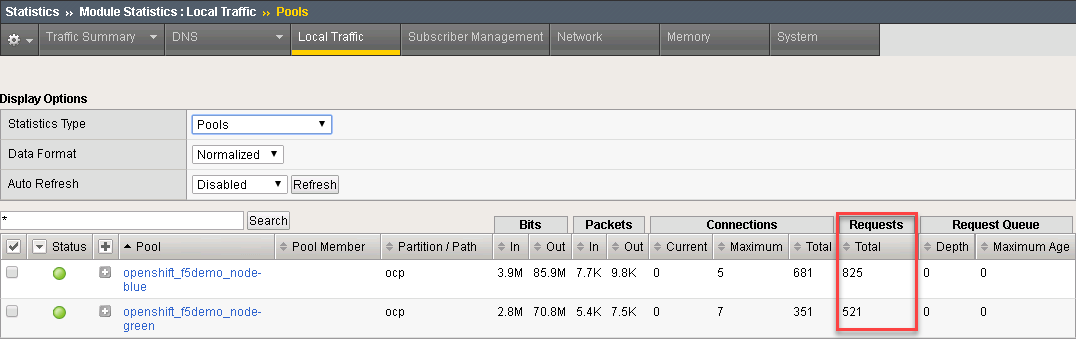 Statistics » Module Statistics : Local Traffic » Pools
Traffic Summary DNS Local Traffic Subscriber Management Network Memory System
Display Options
Statistics Type Pools
Data Format Normalized
Auto Refresh Disabled Refresh
* Search Bits Packets Connections Requests Request Queue
Status Pool Pool Member Partition / Path In Out In Out Current Maximum Total Total Depth Maximum Age
openshift_f5demo_node- ocp 3.9M 85.9M 7.7K 9.8K 0 5 681 825 0 0
blue
openshift_f5demo_node- ocp 2.8M 70.8M 5.4K 7.5K 0 7 351 521 0 0
green